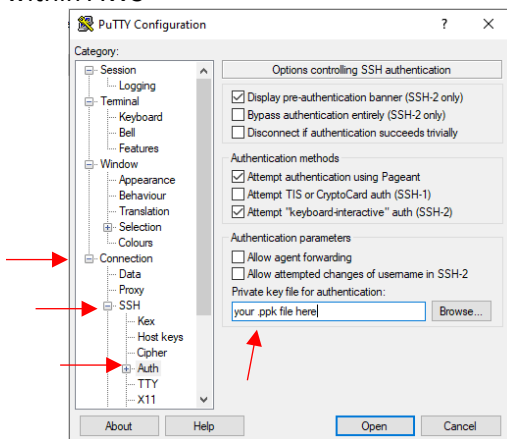 PuTTY Configuration
?
Category:
Session
Logging
Terminal
Keyboard
Bell
Features
Window
Appearance
Behaviour
Translation
Selection
Colours
Connection
Data
Proxy
SSH
Kex
Host keys
Cipher
Auth
TTY
X11
Options controlling SSH authentication
Display pre-authentication banner (SSH-2 only)
Bypass authentication entirely (SSH-2 only)
Disconnect if authentication succeeds trivially
Authentication methods
Attempt authentication using Pageant
Attempt TIS or CryptoCard auth (SSH-1)
Attempt "keyboard-interactive" auth (SSH-2)
Authentication parameters
Allow agent forwarding
Allow attempted changes of username in SSH-2
Private key file for authentication:
your .ppk file here
Browse...
About
Help
Open
Cancel